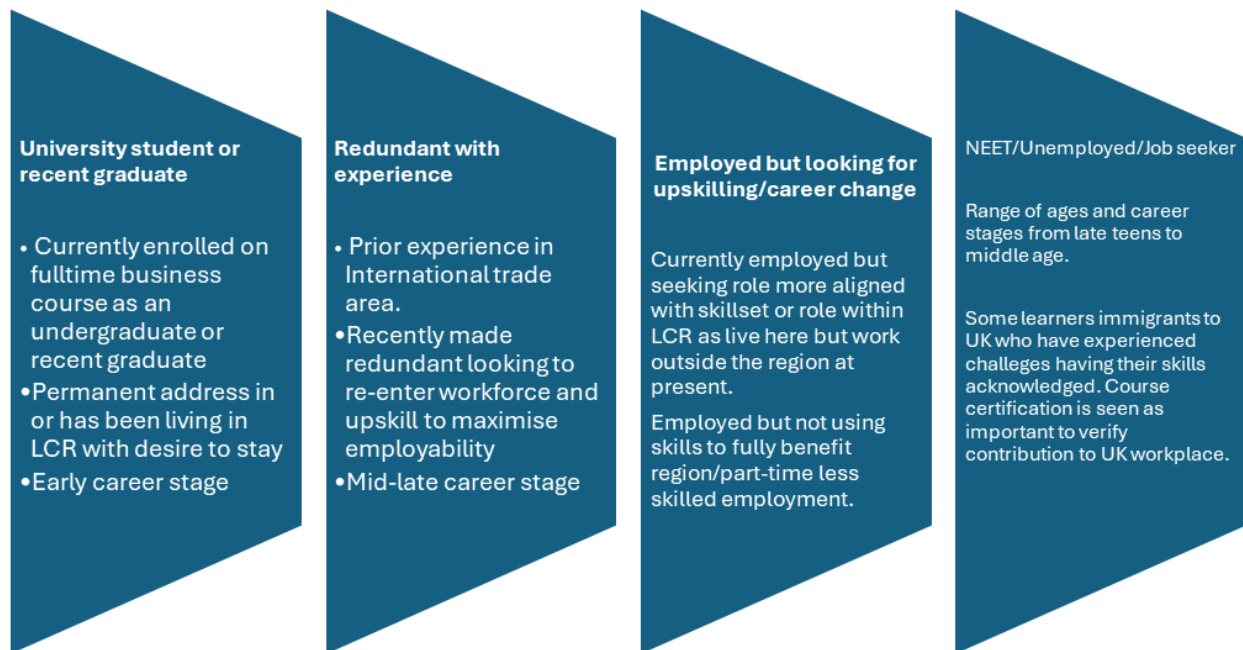 University student or
recent graduate
• Currently enrolled on
fulltime business
course as an
undergraduate or
recent graduate
•Permanent address in
or has been living in
LCR with desire to stay
•Early career stage
Redundant with
experience
• Prior experience in
International trade
area.
•Recently made
redundant looking to
re-enter workforce and
upskill to maximise
employability
•Mid-late career stage
Employed but looking for
upskilling/career change
Currently employed but
seeking role more aligned
with skillset or role within
LCR as live here but work
outside the region at
present.
Employed but not using
skills to fully benefit
region/part-time less
skilled employment.
NEET/Unemployed/Job seeker
Range of ages and career
stages from late teens to
middle age.
Some learners immigrants to
UK who have experienced
challeges having their skills
acknowledged. Course
certification is seen as
important to verify
contribution to UK workplace.